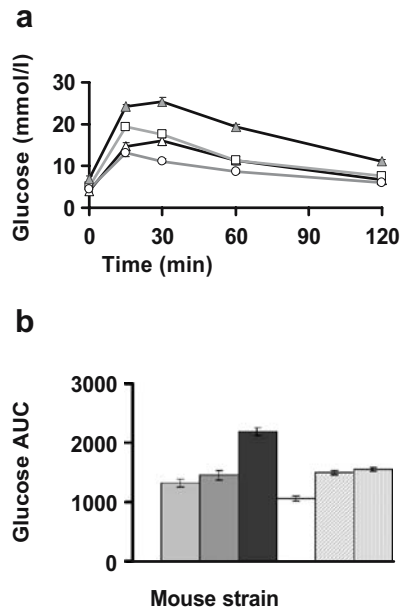 a
Glucose (mmol/l)
30
20
10
0
0 30 60 90 120
Time (min)
b
Glucose AUC
3000
2000
1000
0
Mouse strain